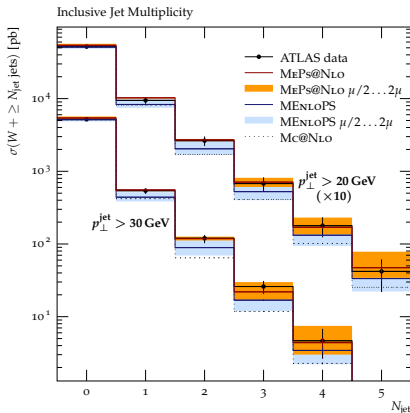 Inclusive Jet Multiplicity
σ(W + ≥ N_jet jets) [pb]
10^4
10^3
10^2
10^1
ATLAS data
MEPS@NLO
MEPS@NLO μ/2...2μ
MENLOPS
MENLOPS μ/2...2μ
MC@NLO
p_⊥^jet > 20 GeV
(×10)
p_⊥^jet > 30 GeV
0 1 2 3 4 5
N_jet